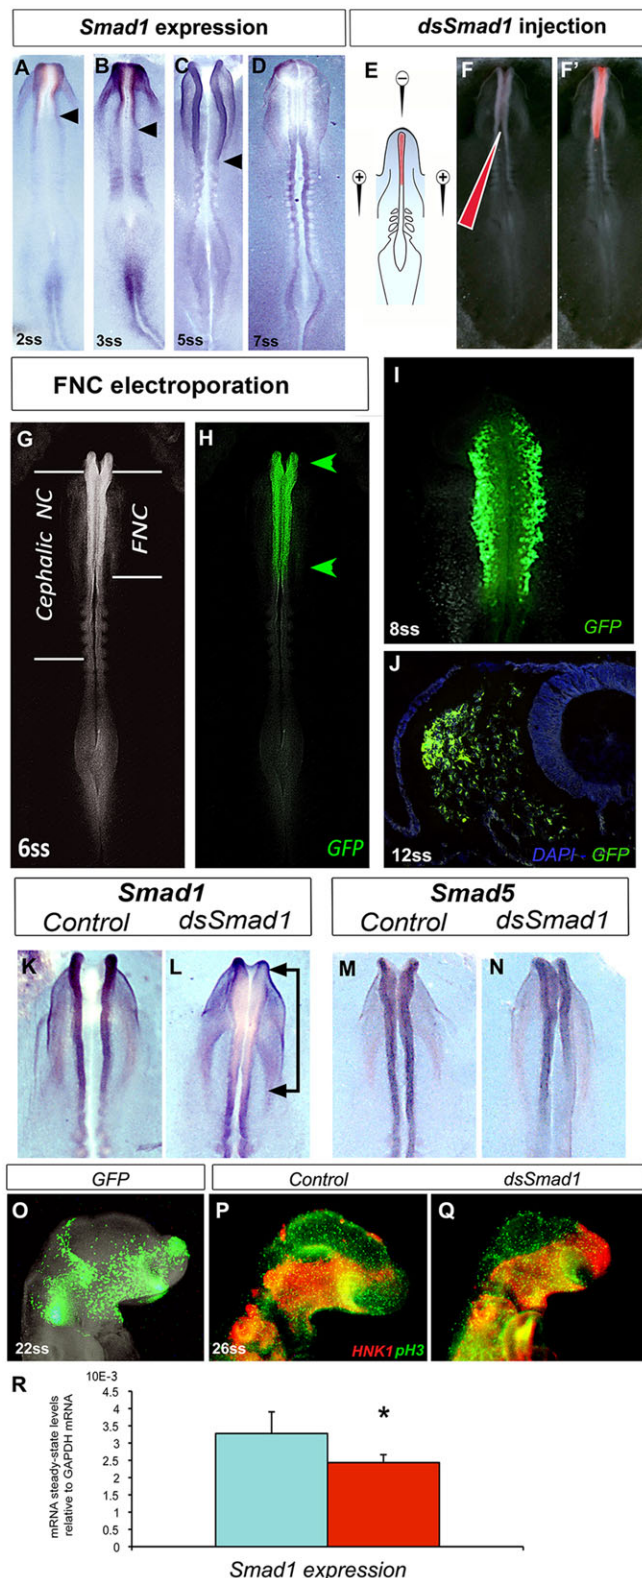 Smad1 expression
dsSmad1 injection
A
B
C
D
E
F
F'
2ss
3ss
5ss
7ss
− 
+
+
FNC electroporation
G
H
I
Cephalic NC
FNC
6ss
GFP
8ss
GFP
J
12ss
DAPI - GFP
Smad1
Control dsSmad1
Smad5
Control dsSmad1
K
L
M
N
GFP
Control
dsSmad1
O
P
Q
22ss
26ss
HNK1 pH3
R
10E-3
mRNA steady-state levels
relative to GAPDH mRNA
4.5
4
3.5
3
2.5
2
1.5
1
0.5
0
*
Smad1 expression